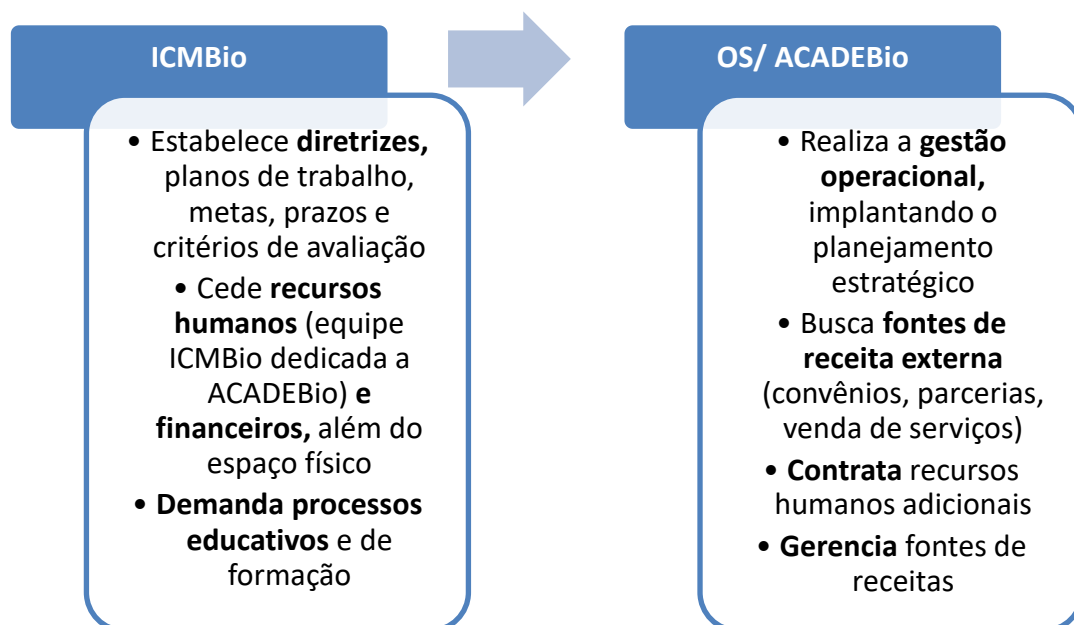 ICMBio
• Estabelece diretrizes,
planos de trabalho,
metas, prazos e
critérios de avaliação
• Cede recursos
humanos (equipe
ICMBio dedicada a
ACADEBio) e
financeiros, além do
espaço físico
• Demanda processos
educativos e de
formação
OS/ ACADEBio
• Realiza a gestão
operacional,
implantando o
planejamento
estratégico
• Busca fontes de
receita externa
(convênios, parcerias,
venda de serviços)
• Contrata recursos
humanos adicionais
• Gerencia fontes de
receitas